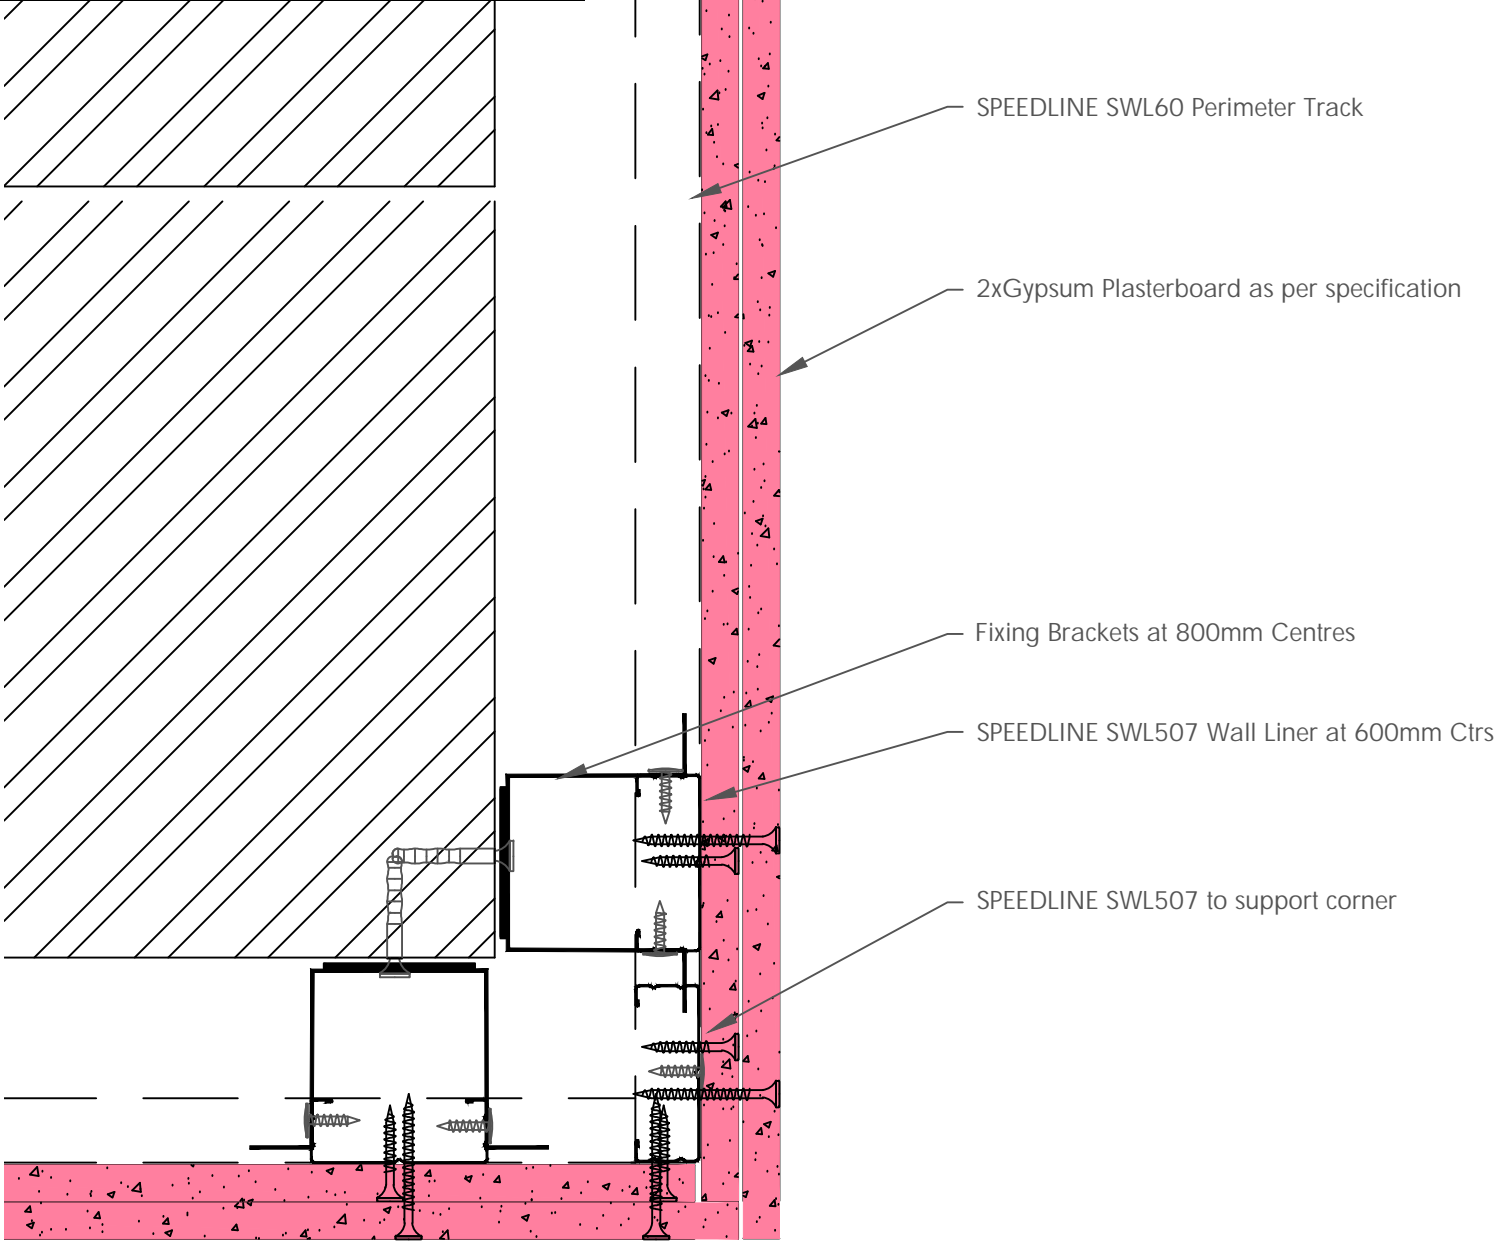 SPEEDLINE SWL60 Perimeter Track
2xGypsum Plasterboard as per specification
Fixing Brackets at 800mm Centres
SPEEDLINE SWL507 Wall Liner at 600mm Ctrs
SPEEDLINE SWL507 to support corner